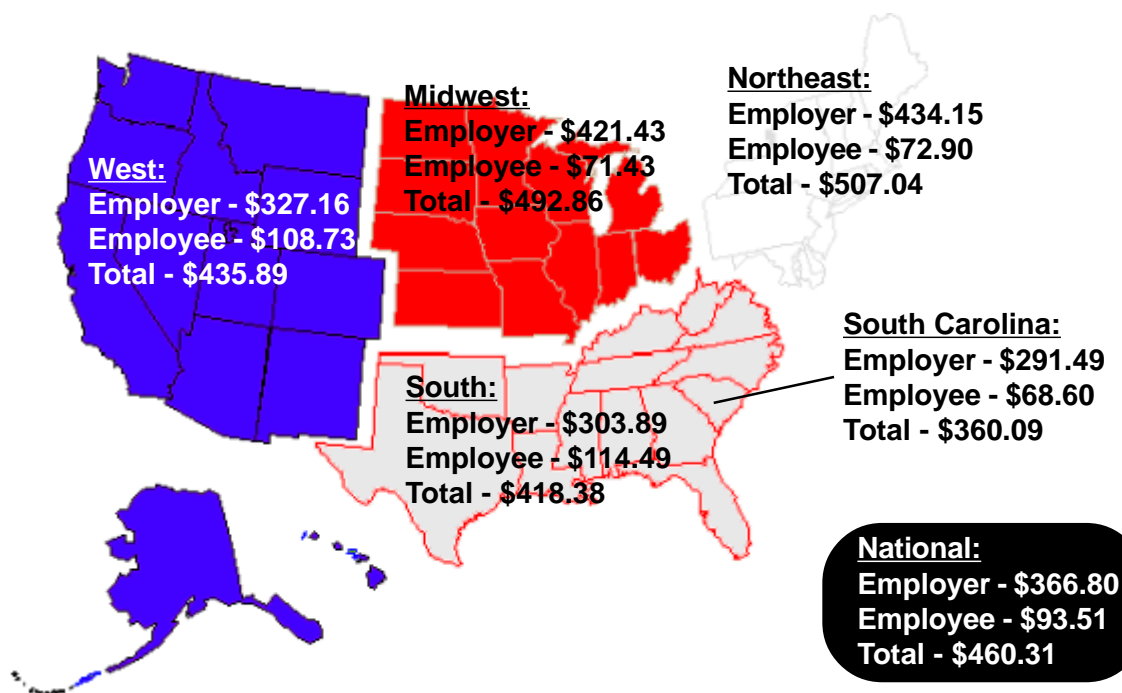 Northeast:
Employer - $434.15
Employee - $72.90
Total - $507.04
Midwest:
Employer - $421.43
Employee - $71.43
Total - $492.86
West:
Employer - $327.16
Employee - $108.73
Total - $435.89
South Carolina:
Employer - $291.49
Employee - $68.60
Total - $360.09
South:
Employer - $303.89
Employee - $114.49
Total - $418.38
National:
Employer - $366.80
Employee - $93.51
Total - $460.31